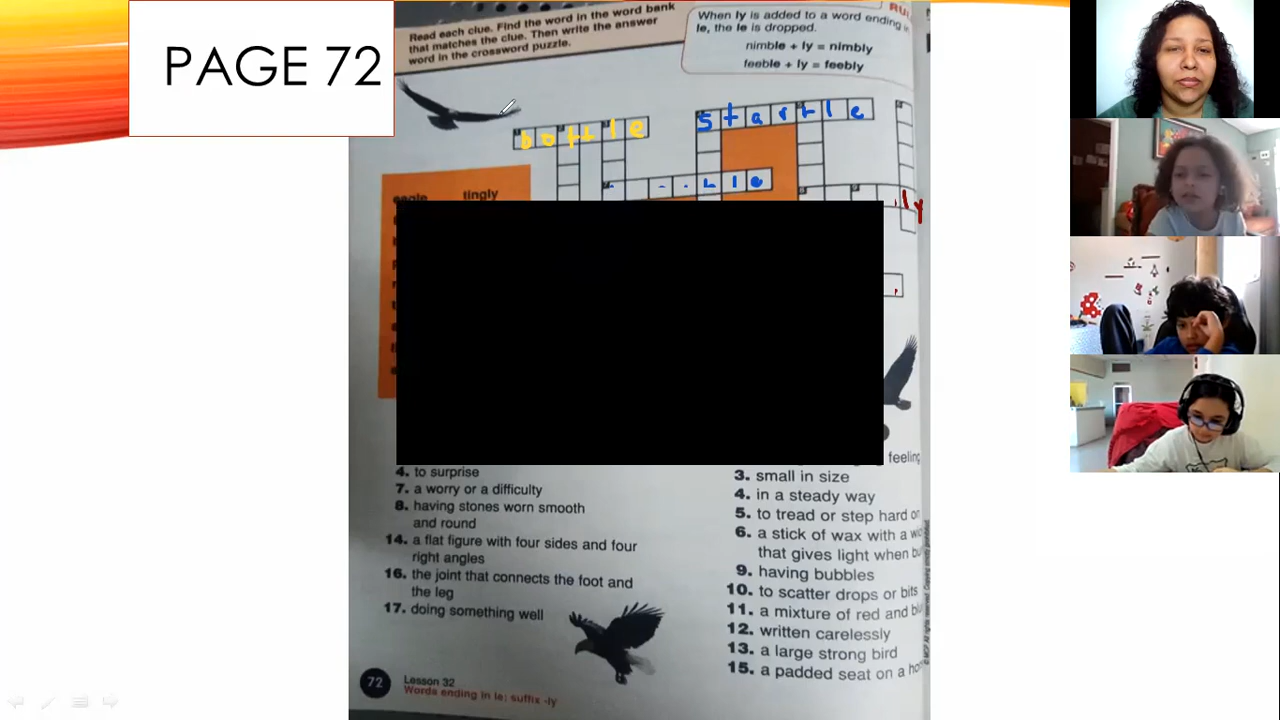 PAGE 72
Read each clue. Find the word in the word bank
that matches the clue. Then write the answer
word in the crossword puzzle.
RU
When ly is added to a word ending in
le, the le is dropped.
nimble + ly = nimbly
feeble + ly = feebly
bottle
startle
le
ly
eagle tingly
4. to surprise
7. a worry or a difficulty
8. having stones worn smooth
and round
14. a flat figure with four sides and four
right angles
16. the joint that connects the foot and
the leg
17. doing something well
feeling
3. small in size
4. in a steady way
5. to tread or step hard on
6. a stick of wax with a
that gives light when
9. having bubbles
10. to scatter drops or bits
11. a mixture of red and
12. written carelessly
13. a large strong bird
15. a padded seat on a
72
Lesson 32
Words ending in le: suffix -ly